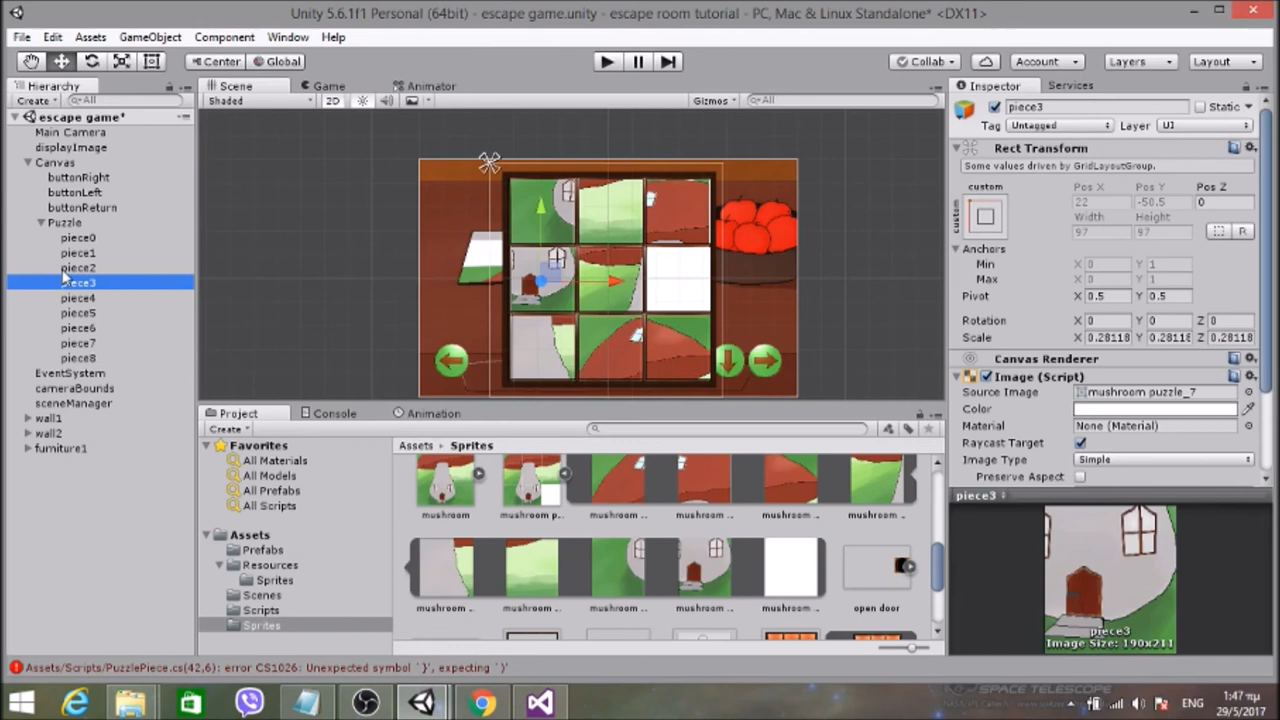 Unity 5.6.1f1 Personal (64bit) - escape game.unity - escape room tutorial - PC, Mac & Linux Standalone* <DX11>
File Edit Assets GameObject Component Window Help
Center Global Collab Account Layers Layout
Hierarchy Scene Game Animator Inspector Services
Create All Shaded 2D Gizmos All piece3 Static
escape game*
Tag Untagged Layer UI
Main Camera
displayImage
Canvas
buttonRight
buttonLeft
buttonReturn
Puzzle
piece0
piece1
piece2
piece3
piece4
piece5
piece6
piece7
piece8
EventSystem
cameraBounds
sceneManager
wall1
wall2
furniture1
Rect Transform
Some values driven by GridLayoutGroup.
custom Pos X Pos Y Pos Z
custom 22 -50.5 0
Width Height
97 97 R
Anchors
Min X 0 Y 1
Max X 0 Y 1
Pivot X 0.5 Y 0.5
Rotation X 0 Y 0 Z 0
Scale X 0.28118 Y 0.28118 Z 0.28118
Canvas Renderer
Image (Script)
Source Image mushroom puzzle_7
Color
Material None (Material)
Raycast Target
Image Type Simple
Preserve Aspect
Project Console Animation
Create
Favorites
All Materials
All Models
All Prefabs
All Scripts
Assets
Prefabs
Resources
Sprites
Scenes
Scripts
Sprites
Assets Sprites
mushroom mushroom p... mushroom .. mushroom .. mushroom .. mushroom ..
mushroom .. mushroom .. mushroom .. mushroom .. mushroom .. open door
piece3
piece3
Image Size: 190x211
Assets/Scripts/PuzzlePiece.cs(42,6): error CS1026: Unexpected symbol `}', expecting `)'
SPACE TELESCOPE
ENG
1:47 πμ
29/5/2017